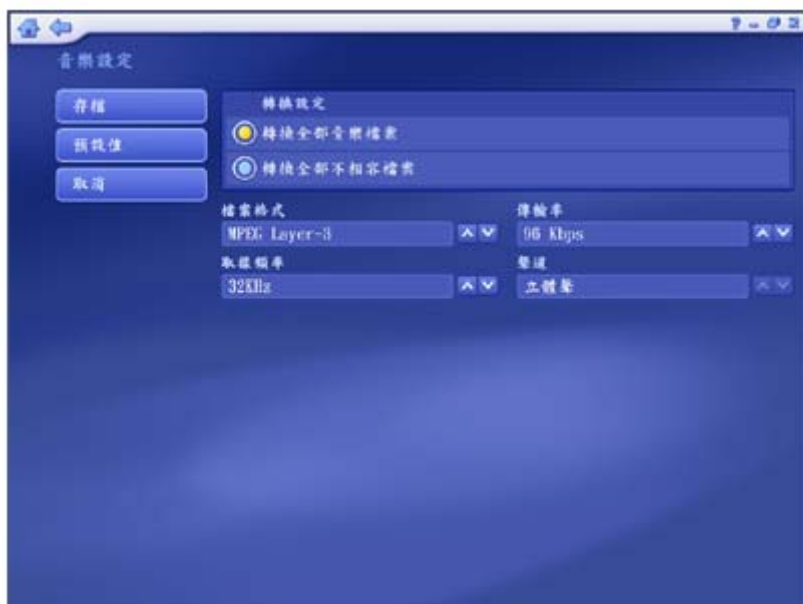 音樂設定
存檔
預設值
取消
轉換設定
轉換全部音樂檔案
轉換全部不相容檔案
檔案格式
傳輸率
MPEG Layer-3
96 Kbps
取樣頻率
聲道
32KHz
立體聲